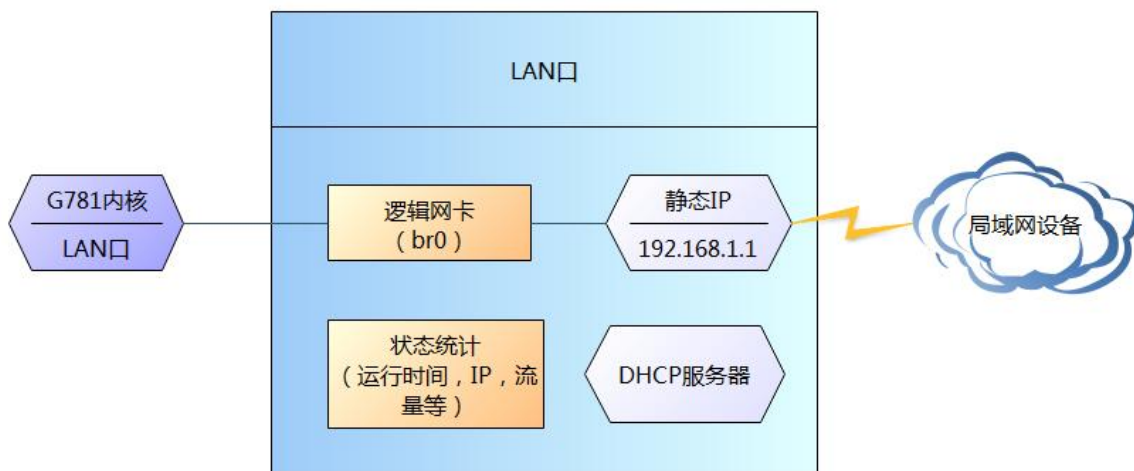 LAN口
G781内核
LAN口
逻辑网卡
（br0）
静态IP
192.168.1.1
局域网设备
状态统计
（运行时间，IP，流
量等）
DHCP服务器